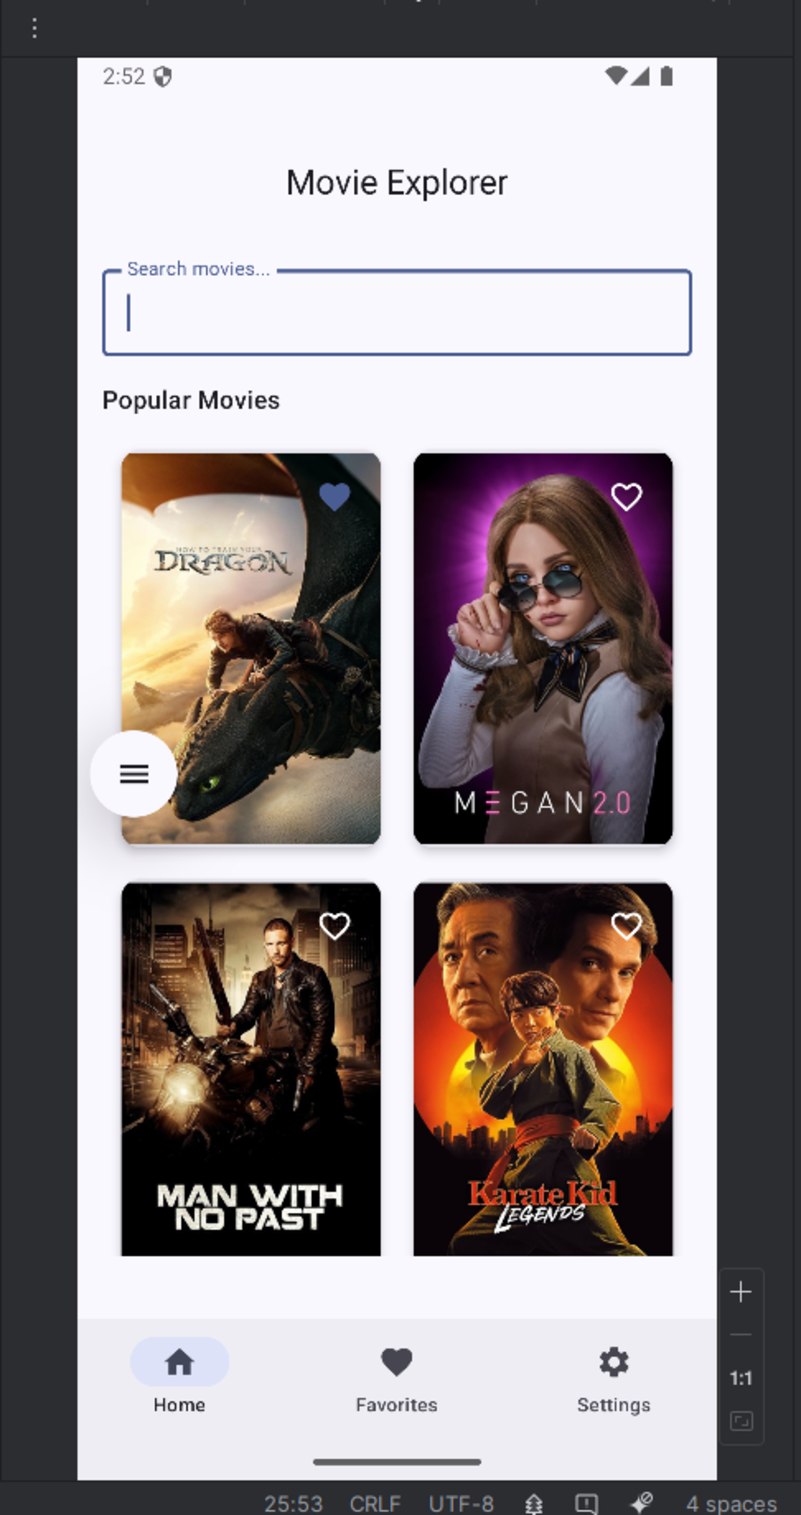 2:52
Movie Explorer
Search movies...
Popular Movies
HOW TO TRAIN YOUR
DRAGON
MEGAN 2.0
MAN WITH
NO PAST
Karate Kid
LEGENDS
Home
Favorites
Settings
1:1
25:53 CRLF UTF-8 4 spaces